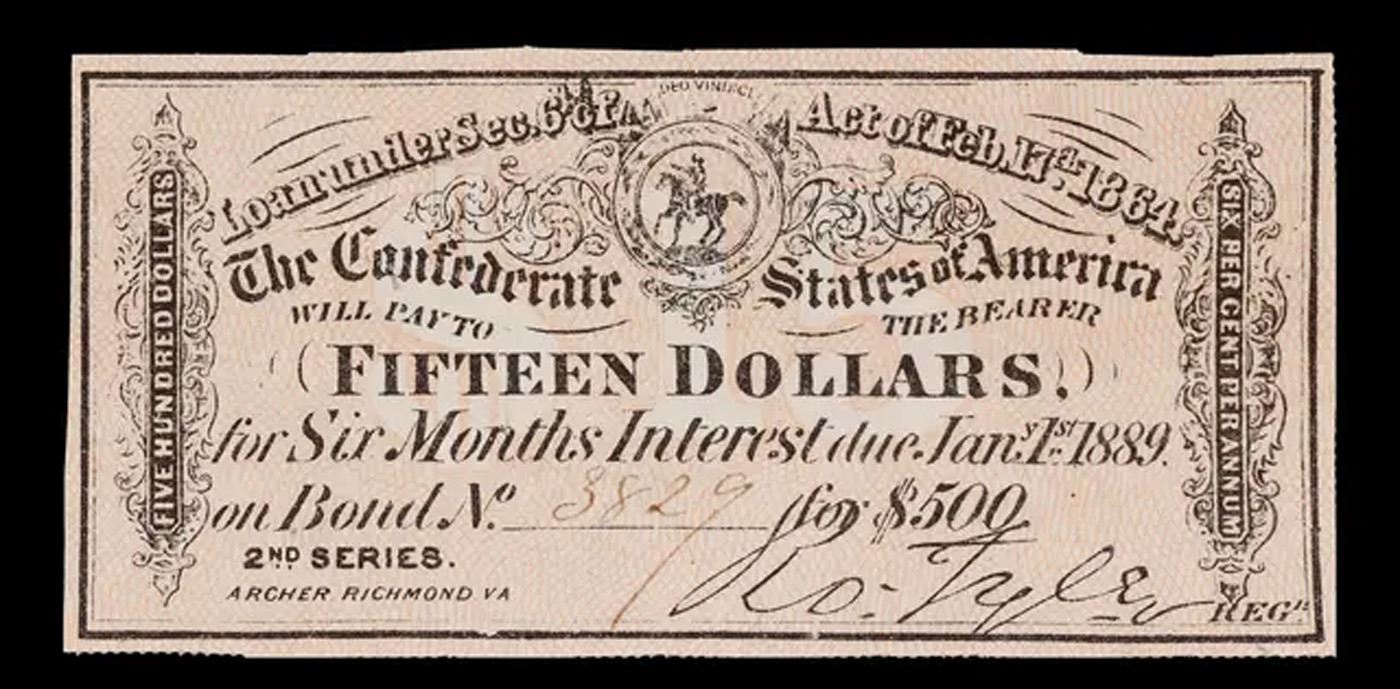 DEO VINDICE
Loan under Sec. 6th of Act of Feb. 17th 1864.
The Confederate States of America
WILL PAY TO THE BEARER
(FIFTEEN DOLLARS.)
for Six Months Interest due Jany 1st 1889.
on Bond No. 3829 for $500
2ND SERIES.
ARCHER RICHMOND VA
Ro. Tyler REGr
FIVE HUNDRED DOLLARS
SIX PER CENT PER ANNUM